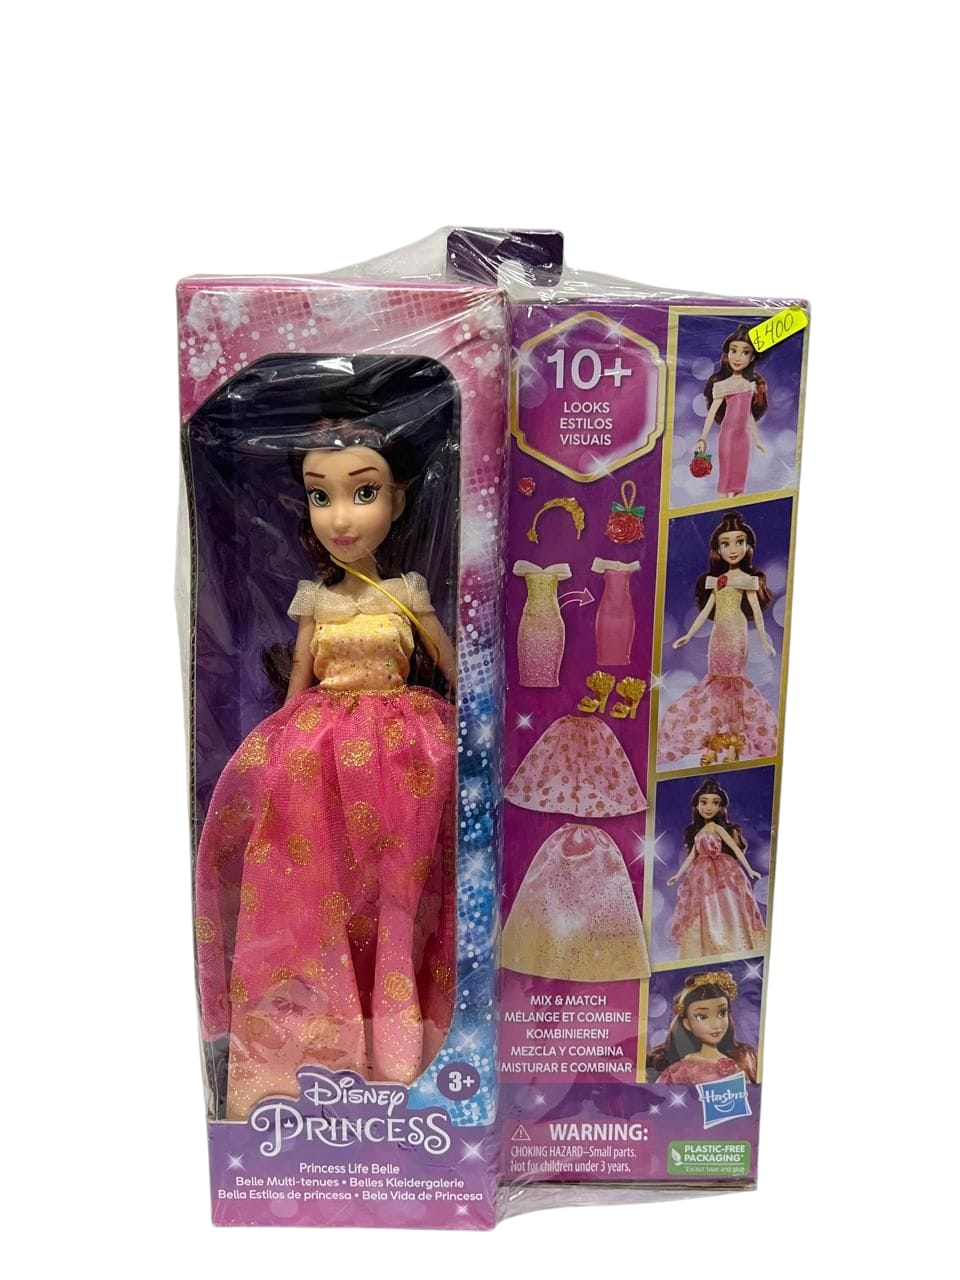 DISNEY
PRINCESS
3+
Princess Life Belle
Belle Multi-tenues • Belles Kleidergalerie
Bella Estilos de princesa • Bela Vida de Princesa
10+
LOOKS
ESTILOS
VISUAIS
$400
MIX & MATCH
MÉLANGE ET COMBINE
KOMBINIEREN!
MEZCLA Y COMBINA
MISTURAR E COMBINAR
Hasbro
WARNING:
CHOKING HAZARD–Small parts.
Not for children under 3 years.
PLASTIC-FREE
PACKAGING*
*Except tape and glue